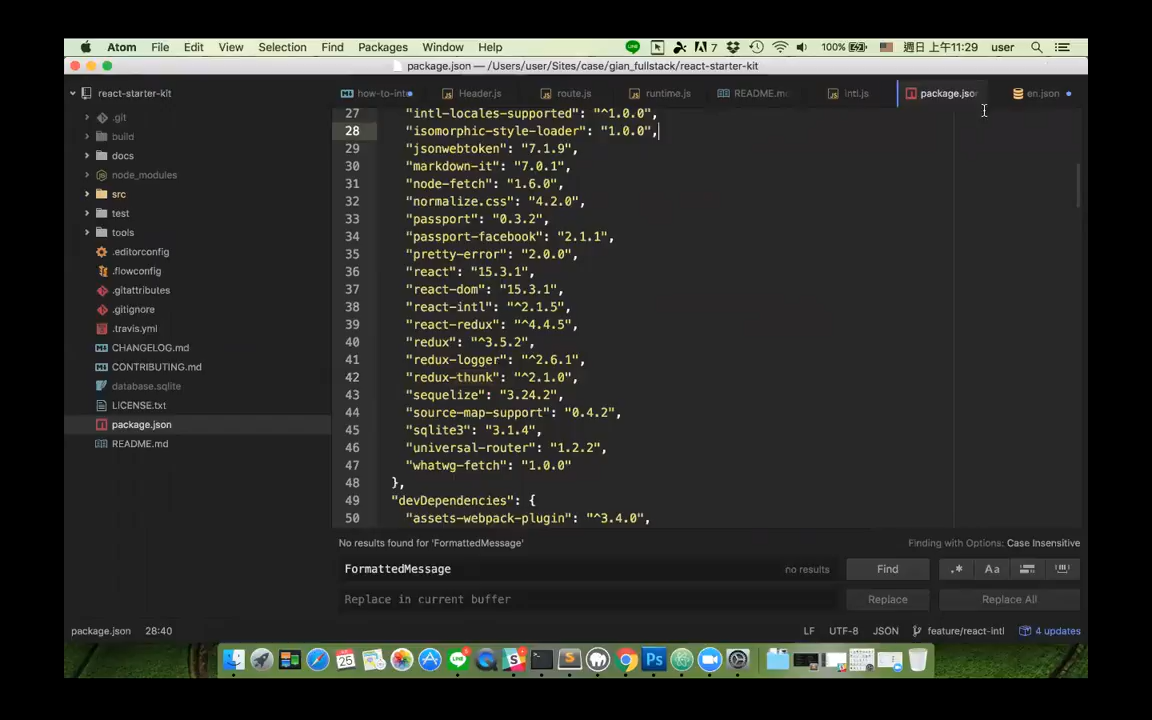 Atom File Edit View Selection Find Packages Window Help 7 100% 週日 上午11:29 user
package.json — /Users/user/Sites/case/gian_fullstack/react-starter-kit
react-starter-kit
how-to-int Header.js route.js runtime.js README.m intl.js package.jso en.json
.git
build
docs
node_modules
src
test
tools
.editorconfig
.flowconfig
.gitattributes
.gitignore
.travis.yml
CHANGELOG.md
CONTRIBUTING.md
database.sqlite
LICENSE.txt
package.json
README.md
27 "intl-locales-supported": "^1.0.0",
28 "isomorphic-style-loader": "1.0.0",
29 "jsonwebtoken": "7.1.9",
30 "markdown-it": "7.0.1",
31 "node-fetch": "1.6.0",
32 "normalize.css": "4.2.0",
33 "passport": "0.3.2",
34 "passport-facebook": "2.1.1",
35 "pretty-error": "2.0.0",
36 "react": "15.3.1",
37 "react-dom": "15.3.1",
38 "react-intl": "^2.1.5",
39 "react-redux": "^4.4.5",
40 "redux": "^3.5.2",
41 "redux-logger": "^2.6.1",
42 "redux-thunk": "^2.1.0",
43 "sequelize": "3.24.2",
44 "source-map-support": "0.4.2",
45 "sqlite3": "3.1.4",
46 "universal-router": "1.2.2",
47 "whatwg-fetch": "1.0.0"
48 },
49 "devDependencies": {
50 "assets-webpack-plugin": "^3.4.0",
No results found for 'FormattedMessage' Finding with Options: Case Insensitive
FormattedMessage no results Find .* Aa
Replace in current buffer Replace Replace All
package.json 28:40 LF UTF-8 JSON feature/react-intl 4 updates
25